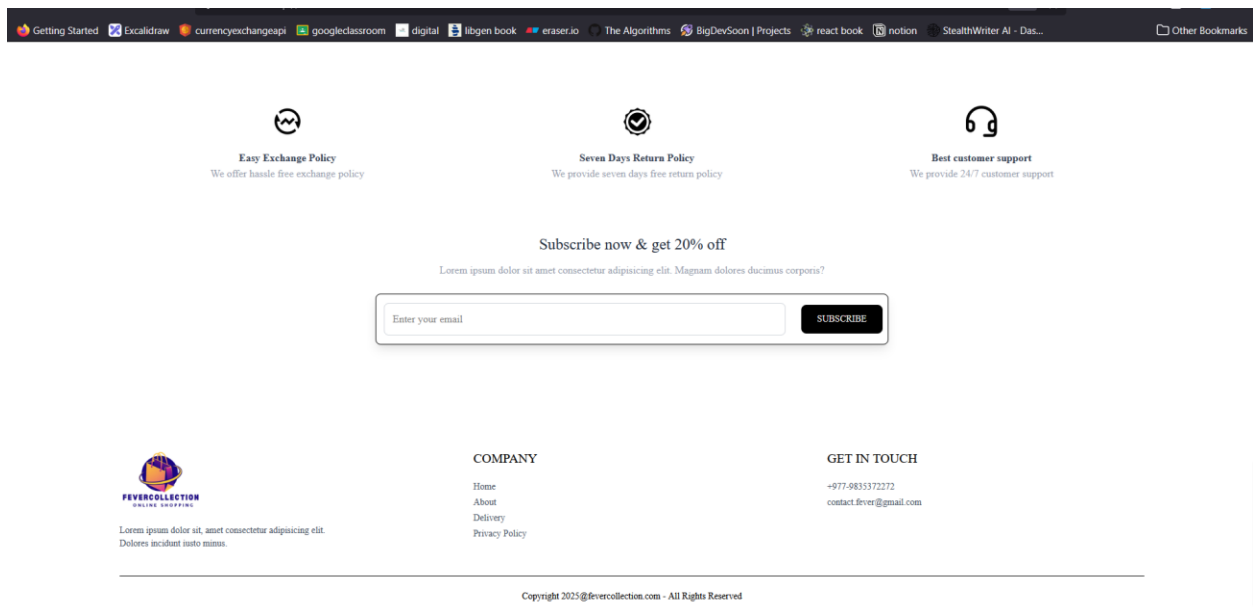 Getting Started Excalidraw currencyexchangeapi googleclassroom digital libgen book eraser.io The Algorithms BigDevSoon | Projects react book notion StealthWriter AI - Das... Other Bookmarks
Easy Exchange Policy
We offer hassle free exchange policy
Seven Days Return Policy
We provide seven days free return policy
Best customer support
We provide 24/7 customer support
Subscribe now & get 20% off
Lorem ipsum dolor sit amet consectetur adipisicing elit. Magnam dolores ducimus corporis?
Enter your email
SUBSCRIBE
FEVERCOLLECTION
ONLINE SHOPPING
Lorem ipsum dolor sit, amet consectetur adipisicing elit.
Dolores incidunt iusto minus.
COMPANY
Home
About
Delivery
Privacy Policy
GET IN TOUCH
+977-9835372272
contact.fever@gmail.com
Copyright 2025@fevercollection.com - All Rights Reserved